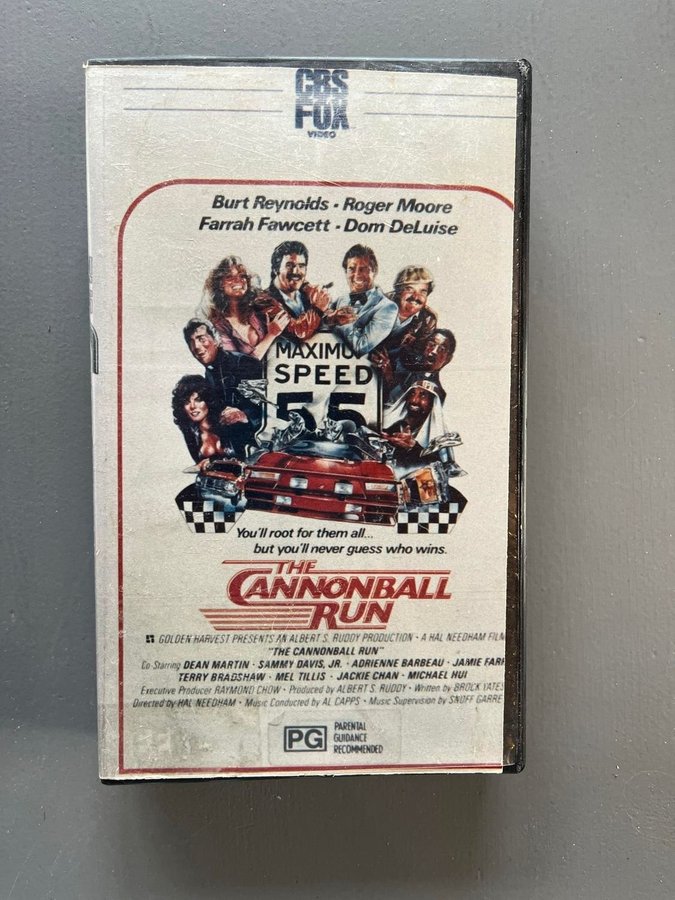 CBS
FOX
VIDEO
Burt Reynolds - Roger Moore
Farrah Fawcett - Dom DeLuise
MAXIMU
SPEED
55
You'll root for them all...
but you'll never guess who wins.
THE
CANNONBALL
RUN
GOLDEN HARVEST PRESENTS AN ALBERT S. RUDDY PRODUCTION · A HAL NEEDHAM FILM
"THE CANNONBALL RUN"
Co-Starring DEAN MARTIN · SAMMY DAVIS, JR. · ADRIENNE BARBEAU · JAMIE FARR
TERRY BRADSHAW · MEL TILLIS · JACKIE CHAN · MICHAEL HUI
Executive Producer RAYMOND CHOW · Produced by ALBERT S. RUDDY · Written by BROCK YATES
Directed by HAL NEEDHAM · Music Conducted by AL CAPPS · Music Supervision by SNUFF GARRE
PG
PARENTAL
GUIDANCE
RECOMMENDED